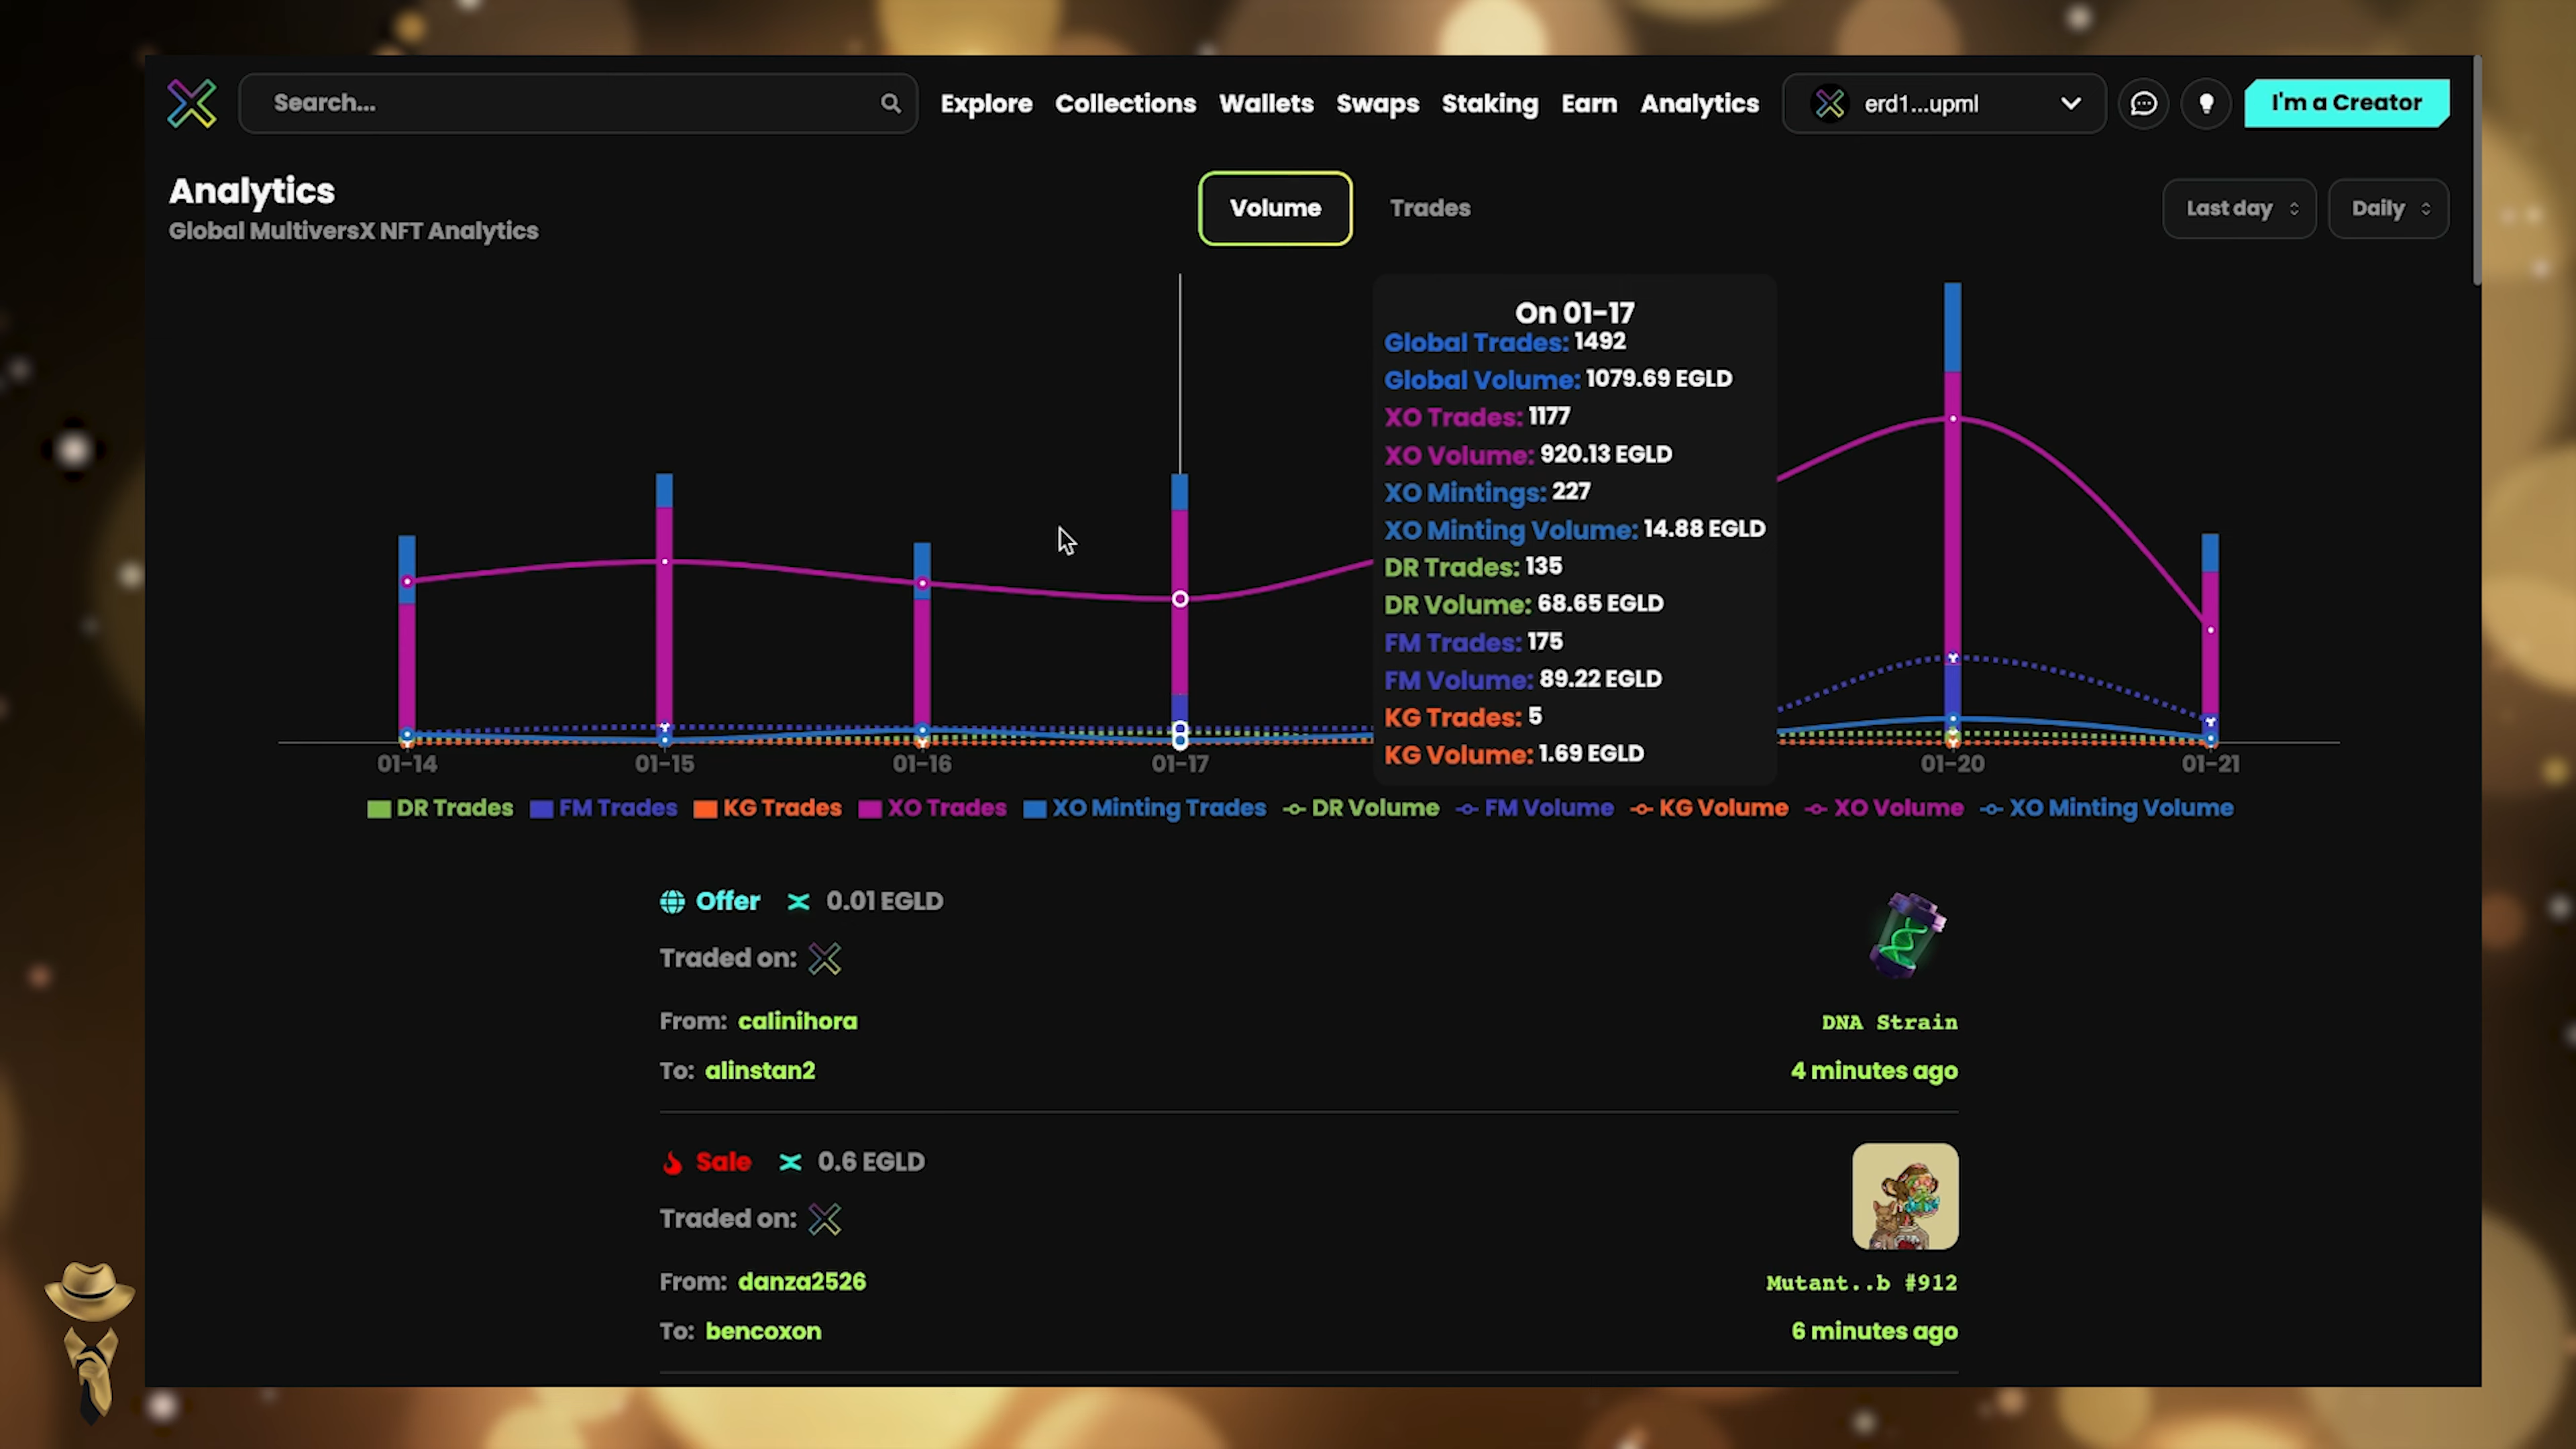 Search...
Explore Collections Wallets Swaps Staking Earn Analytics
erd1...upml
I'm a Creator
Analytics
Global MultiversX NFT Analytics
Volume
Trades
Last day
Daily
On 01-17
Global Trades: 1492
Global Volume: 1079.69 EGLD
XO Trades: 1177
XO Volume: 920.13 EGLD
XO Mintings: 227
XO Minting Volume: 14.88 EGLD
DR Trades: 135
DR Volume: 68.65 EGLD
FM Trades: 175
FM Volume: 89.22 EGLD
KG Trades: 5
KG Volume: 1.69 EGLD
01-14 01-15 01-16 01-17 01-20 01-21
DR Trades FM Trades KG Trades XO Trades XO Minting Trades DR Volume FM Volume KG Volume XO Volume XO Minting Volume
Offer 0.01 EGLD
Traded on:
From: calinihora
DNA Strain
To: alinstan2
4 minutes ago
Sale 0.6 EGLD
Traded on:
From: danza2526
Mutant..b #912
To: bencoxon
6 minutes ago